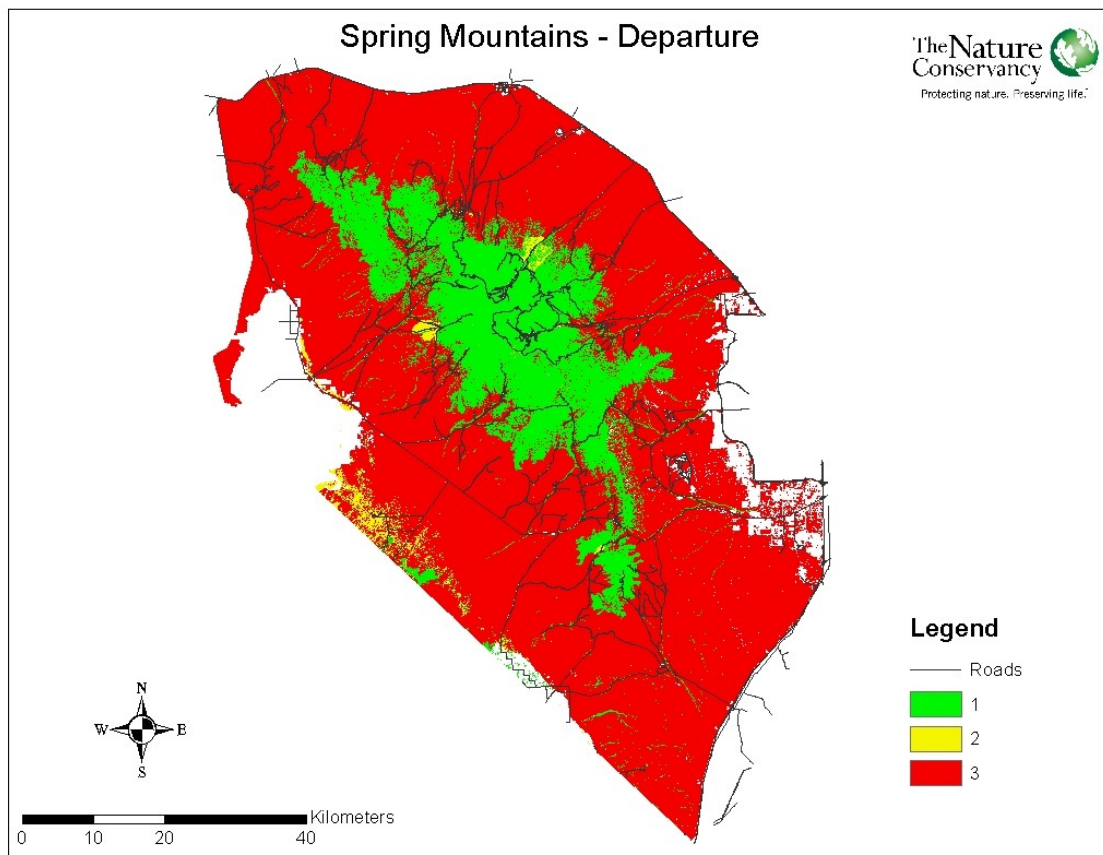 Spring Mountains - Departure
The Nature
Conservancy
Protecting nature. Preserving life.
Legend
Roads
1
2
3
N
W E
S
Kilometers
0 10 20 40